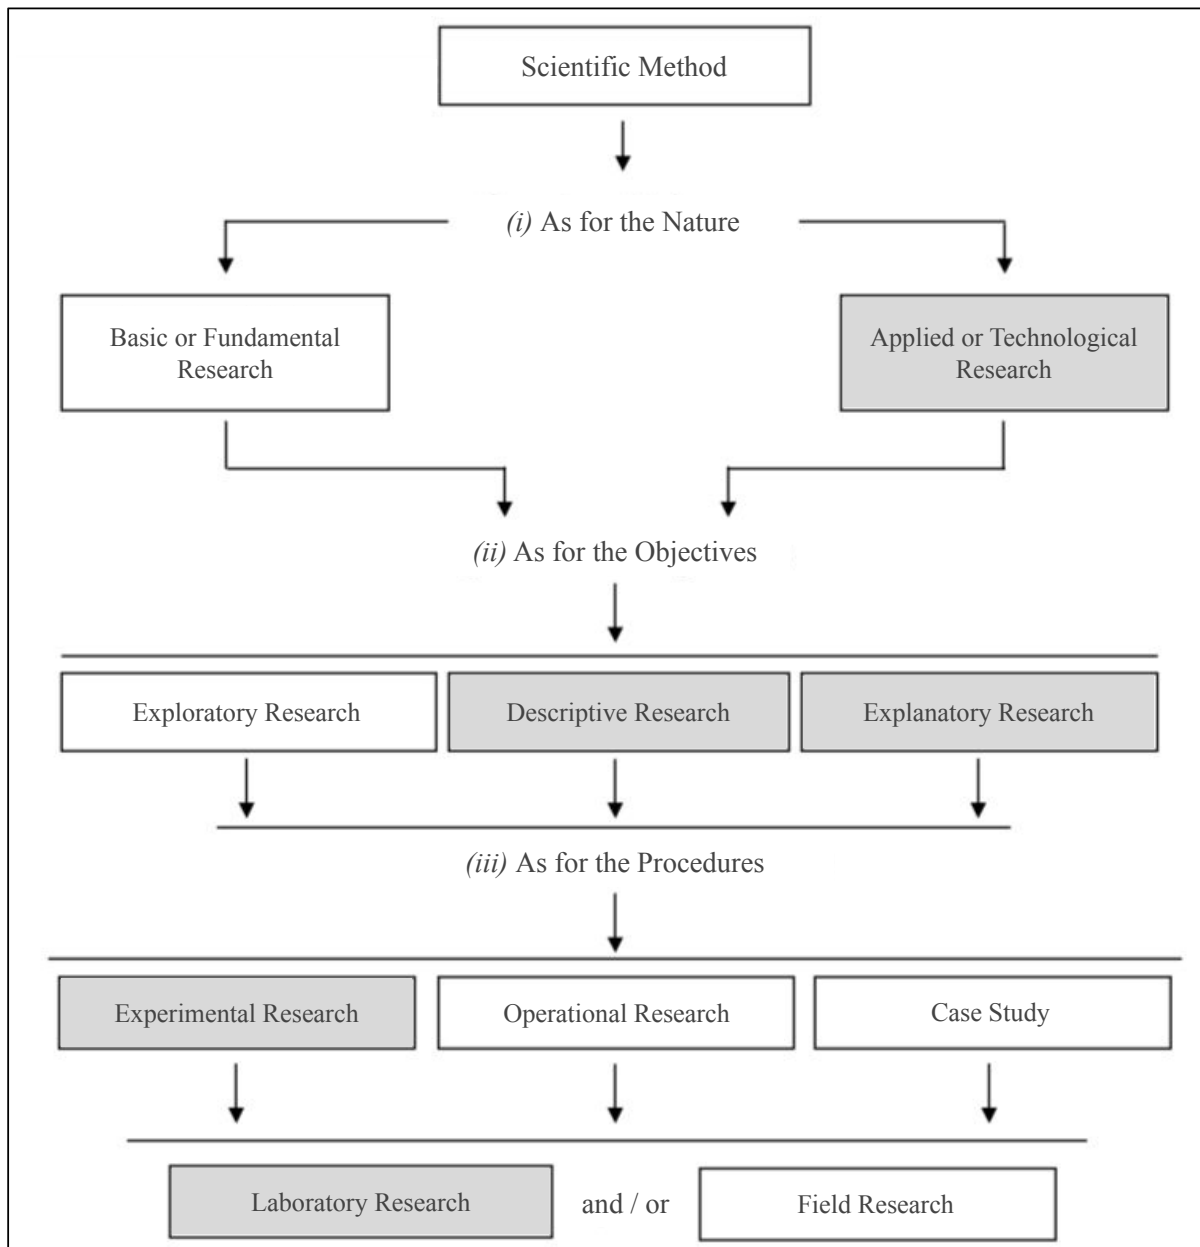 Scientific Method
(i) As for the Nature
Basic or Fundamental
Research
Applied or Technological
Research
(ii) As for the Objectives
Exploratory Research
Descriptive Research
Explanatory Research
(iii) As for the Procedures
Experimental Research
Operational Research
Case Study
Laboratory Research
and / or
Field Research